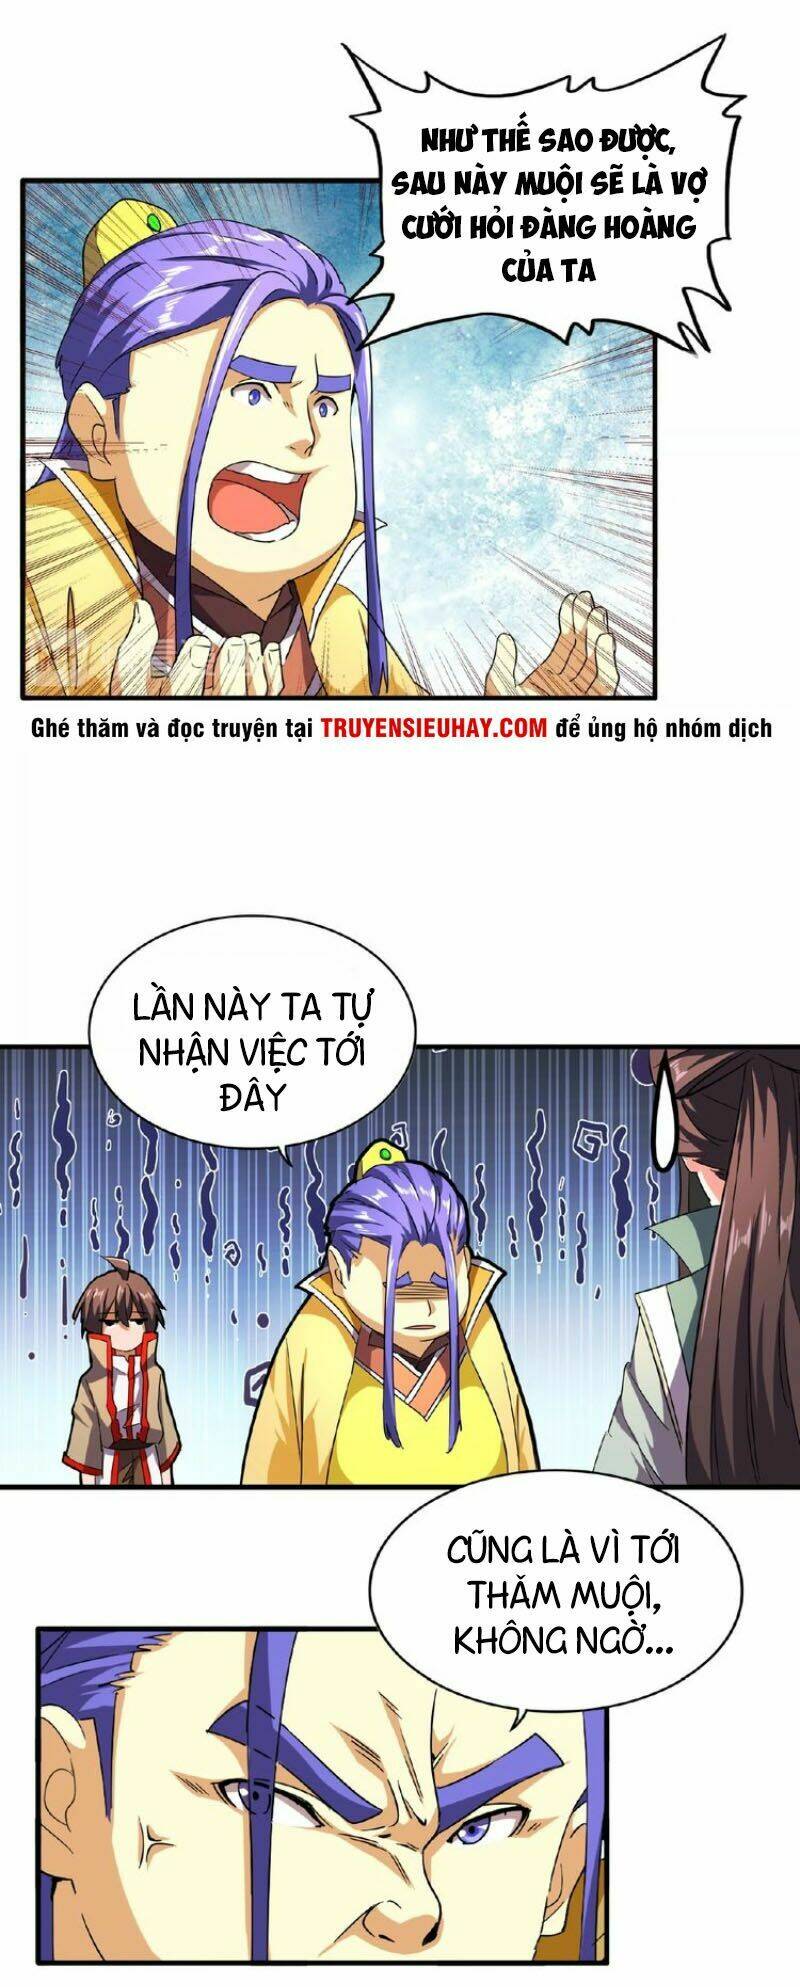 NHƯ THẾ SAO ĐƯỢC,
SAU NÀY MUỘI SẼ LÀ VỢ
CƯỚI HỎI ĐÀNG HOÀNG
CỦA TA
Ghé thăm và đọc truyện tại TRUYENSIEUHAY.COM để ủng hộ nhóm dịch
LẦN NÀY TA TỰ
NHẬN VIỆC TỚI
ĐÂY
CŨNG LÀ VÌ TỚI
THĂM MUỘI,
KHÔNG NGỜ...